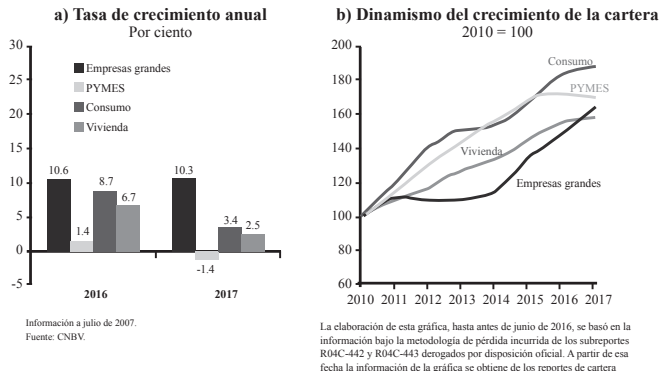 a) Tasa de crecimiento anual
Por ciento
30
25
20
15
10
5
0
-5
Empresas grandes
PYMES
Consumo
Vivienda
10.6
1.4
8.7
6.7
10.3
-1.4
3.4
2.5
2016
2017
Información a julio de 2007.
Fuente: CNBV.
b) Dinamismo del crecimiento de la cartera
2010 = 100
200
180
160
140
120
100
80
60
Consumo
PYMES
Vivienda
Empresas grandes
2010 2011 2012 2013 2014 2015 2016 2017
La elaboración de esta gráfica, hasta antes de junio de 2016, se basó en la
información bajo la metodología de pérdida incurrida de los subreportes
R04C-442 y R04C-443 derogados por disposición oficial. A partir de esa
fecha la información de la gráfica se obtiene de los reportes de cartera